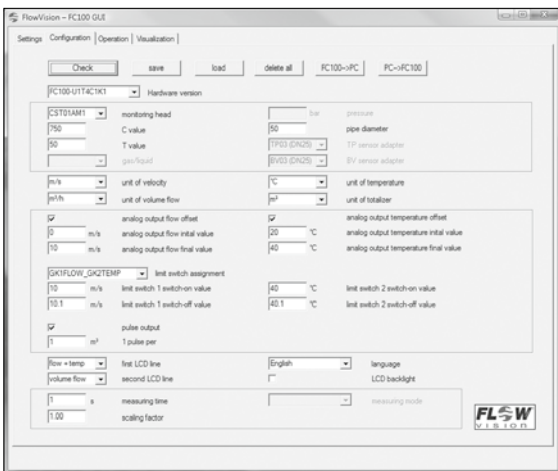 FlowVision – FC100 GUI
Settings Configuration Operation Visualization
Check save load delete all FC100->PC PC->FC100
FC100-U1T4C1K1 Hardware version
CST01AM1 monitoring head bar pressure
750 C value 50 pipe diameter
50 T value TP03 (DN25) TP sensor adapter
gas/liquid BV03 (DN25) BV sensor adapter
m/s unit of velocity °C unit of temperature
m³/h unit of volume flow m³ unit of totalizer
analog output flow offset analog output temperature offset
0 m/s analog output flow inital value 20 °C analog output temperature inital value
10 m/s analog output flow final value 40 °C analog output temperature final value
GK1FLOW_GK2TEMP limit switch assignment
10 m/s limit switch 1 switch-on value 40 °C limit switch 2 switch-on value
10.1 m/s limit switch 1 switch-off value 40.1 °C limit switch 2 switch-off value
pulse output
1 m³ 1 pulse per
flow + temp first LCD line English language
volume flow second LCD line LCD backlight
1 s measuring time measuring mode
1.00 scaling factor
FLOW
vision